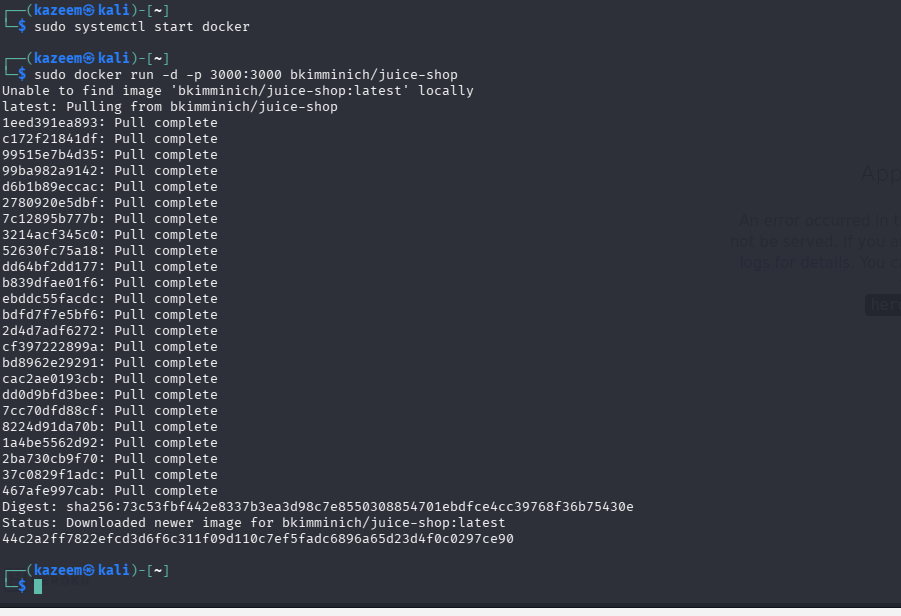 ┌──(kazeem㉿kali)-[~]
└─$ sudo systemctl start docker
┌──(kazeem㉿kali)-[~]
└─$ sudo docker run -d -p 3000:3000 bkimminich/juice-shop
Unable to find image 'bkimminich/juice-shop:latest' locally
latest: Pulling from bkimminich/juice-shop
1eed391ea893: Pull complete
c172f21841df: Pull complete
99515e7b4d35: Pull complete
99ba982a9142: Pull complete
d6b1b89eccac: Pull complete
2780920e5dbf: Pull complete
7c12895b777b: Pull complete
3214acf345c0: Pull complete
52630fc75a18: Pull complete
dd64bf2dd177: Pull complete
b839dfae01f6: Pull complete
ebddc55facdc: Pull complete
bdfd7f7e5bf6: Pull complete
2d4d7adf6272: Pull complete
cf397222899a: Pull complete
bd8962e29291: Pull complete
cac2ae0193cb: Pull complete
dd0d9bfd3bee: Pull complete
7cc70dfd88cf: Pull complete
8224d91da70b: Pull complete
1a4be5562d92: Pull complete
2ba730cb9f70: Pull complete
37c0829f1adc: Pull complete
467afe997cab: Pull complete
Digest: sha256:73c53fbf442e8337b3ea3d98c7e8550308854701ebdfce4cc39768f36b75430e
Status: Downloaded newer image for bkimminich/juice-shop:latest
44c2a2ff7822efcd3d6f6c311f09d110c7ef5fadc6896a65d23d4f0c0297ce90
┌──(kazeem㉿kali)-[~]
└─$
App
An error occurred in
not be served. If you
logs for details. You
her